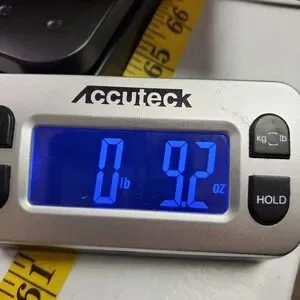 65 66
ACCUTECK
0 lb 9.2 oz
kg lb
HOLD
61